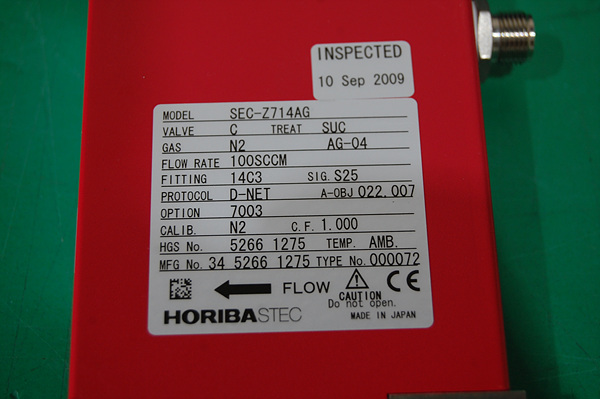 INSPECTED
10 Sep 2009
MODEL SEC-Z714AG
VALVE C TREAT SUC
GAS N2 AG-04
FLOW RATE 100SCCM
FITTING 14C3 SIG. S25
PROTOCOL D-NET A-OBJ 022.007
OPTION 7003
CALIB. N2 C.F. 1.000
HGS No. 5266 1275 TEMP. AMB.
MFG No. 34 5266 1275 TYPE No. 000072
FLOW CE
CAUTION
Do not open.
HORIBASTEC MADE IN JAPAN